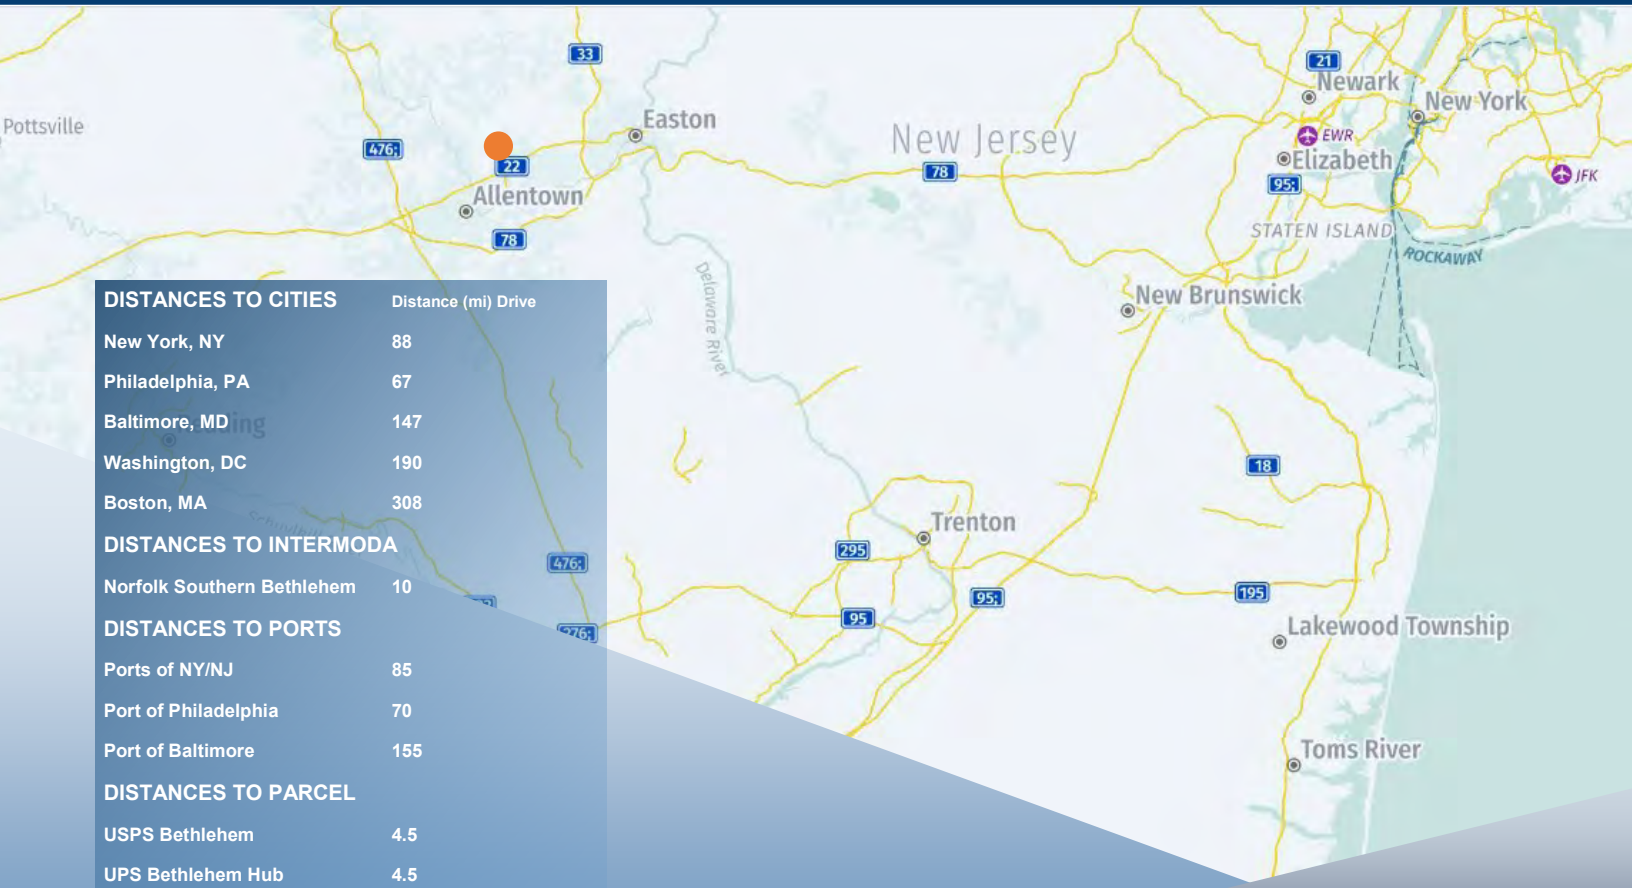 33
21
Newark
New York
Pottsville
Easton
New Jersey
476;
EWR
22
Elizabeth
78
JFK
95;
Allentown
STATEN ISLAND
78
ROCKAWAY
Delaware River
New Brunswick
DISTANCES TO CITIES Distance (mi) Drive
New York, NY 88
Philadelphia, PA 67
Baltimore, MD 147
Washington, DC 190
Boston, MA 308
DISTANCES TO INTERMODA
Norfolk Southern Bethlehem 10
DISTANCES TO PORTS
Ports of NY/NJ 85
Port of Philadelphia 70
Port of Baltimore 155
DISTANCES TO PARCEL
USPS Bethlehem 4.5
UPS Bethlehem Hub 4.5
18
Trenton
295
476;
195
95;
95
276;
Lakewood Township
Toms River